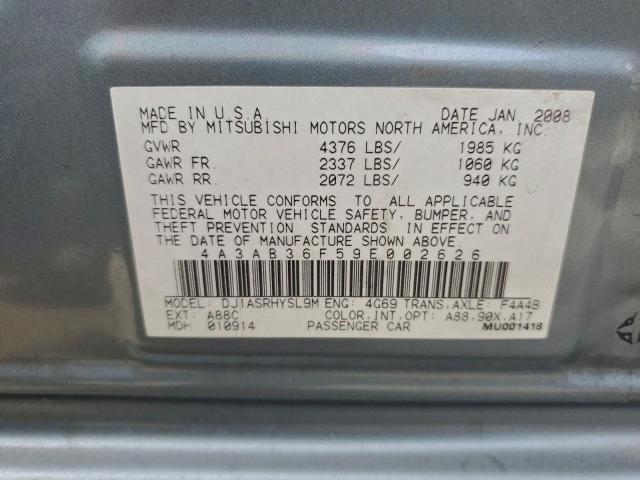 MADE IN U.S.A. DATE JAN. 2008
MFD BY MITSUBISHI MOTORS NORTH AMERICA, INC.
GVWR 4376 LBS/ 1985 KG
GAWR FR. 2337 LBS/ 1060 KG
GAWR RR. 2072 LBS/ 940 KG
THIS VEHICLE CONFORMS TO ALL APPLICABLE
FEDERAL MOTOR VEHICLE SAFETY, BUMPER, AND
THEFT PREVENTION STANDARDS IN EFFECT ON
THE DATE OF MANUFACTURE SHOWN ABOVE.
4A3AB36F59E002626
MODEL: DJ1ASRHYSL9M ENG: 4G69 TRANS.AXLE: F4A4B
EXT: A88C COLOR.INT.OPT: A88.90X.A17
MDH 010914 PASSENGER CAR MU001418